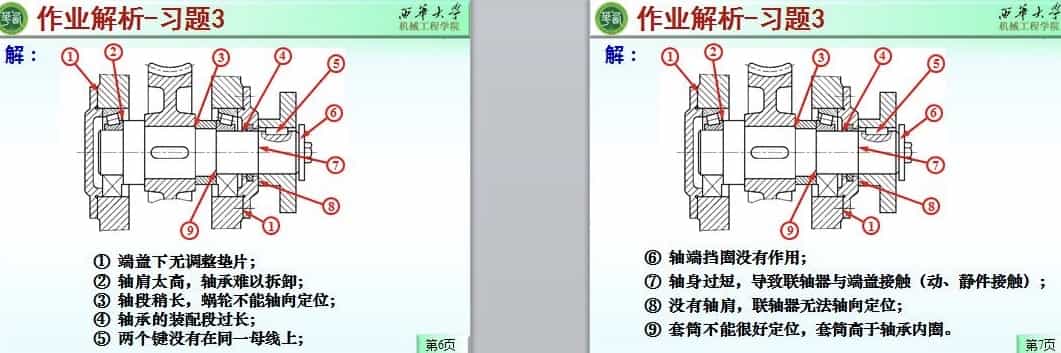 作业解析-习题3
西华大学
机械工程学院
解：
① ② ③ ④ ⑤ ⑥ ⑦ ⑧ ⑨ ①
① 端盖下无调整垫片；
② 轴肩太高，轴承难以拆卸；
③ 轴段稍长，蜗轮不能轴向定位；
④ 轴承的装配段过长；
⑤ 两个键没有在同一母线上；
第6页
作业解析-习题3
西华大学
机械工程学院
解：
① ② ③ ④ ⑤ ⑥ ⑦ ⑧ ⑨ ①
⑥ 轴端挡圈没有作用；
⑦ 轴身过短，导致联轴器与端盖接触（动、静件接触）；
⑧ 没有轴肩，联轴器无法轴向定位；
⑨ 套筒不能很好定位，套筒高于轴承内圈。
第7页